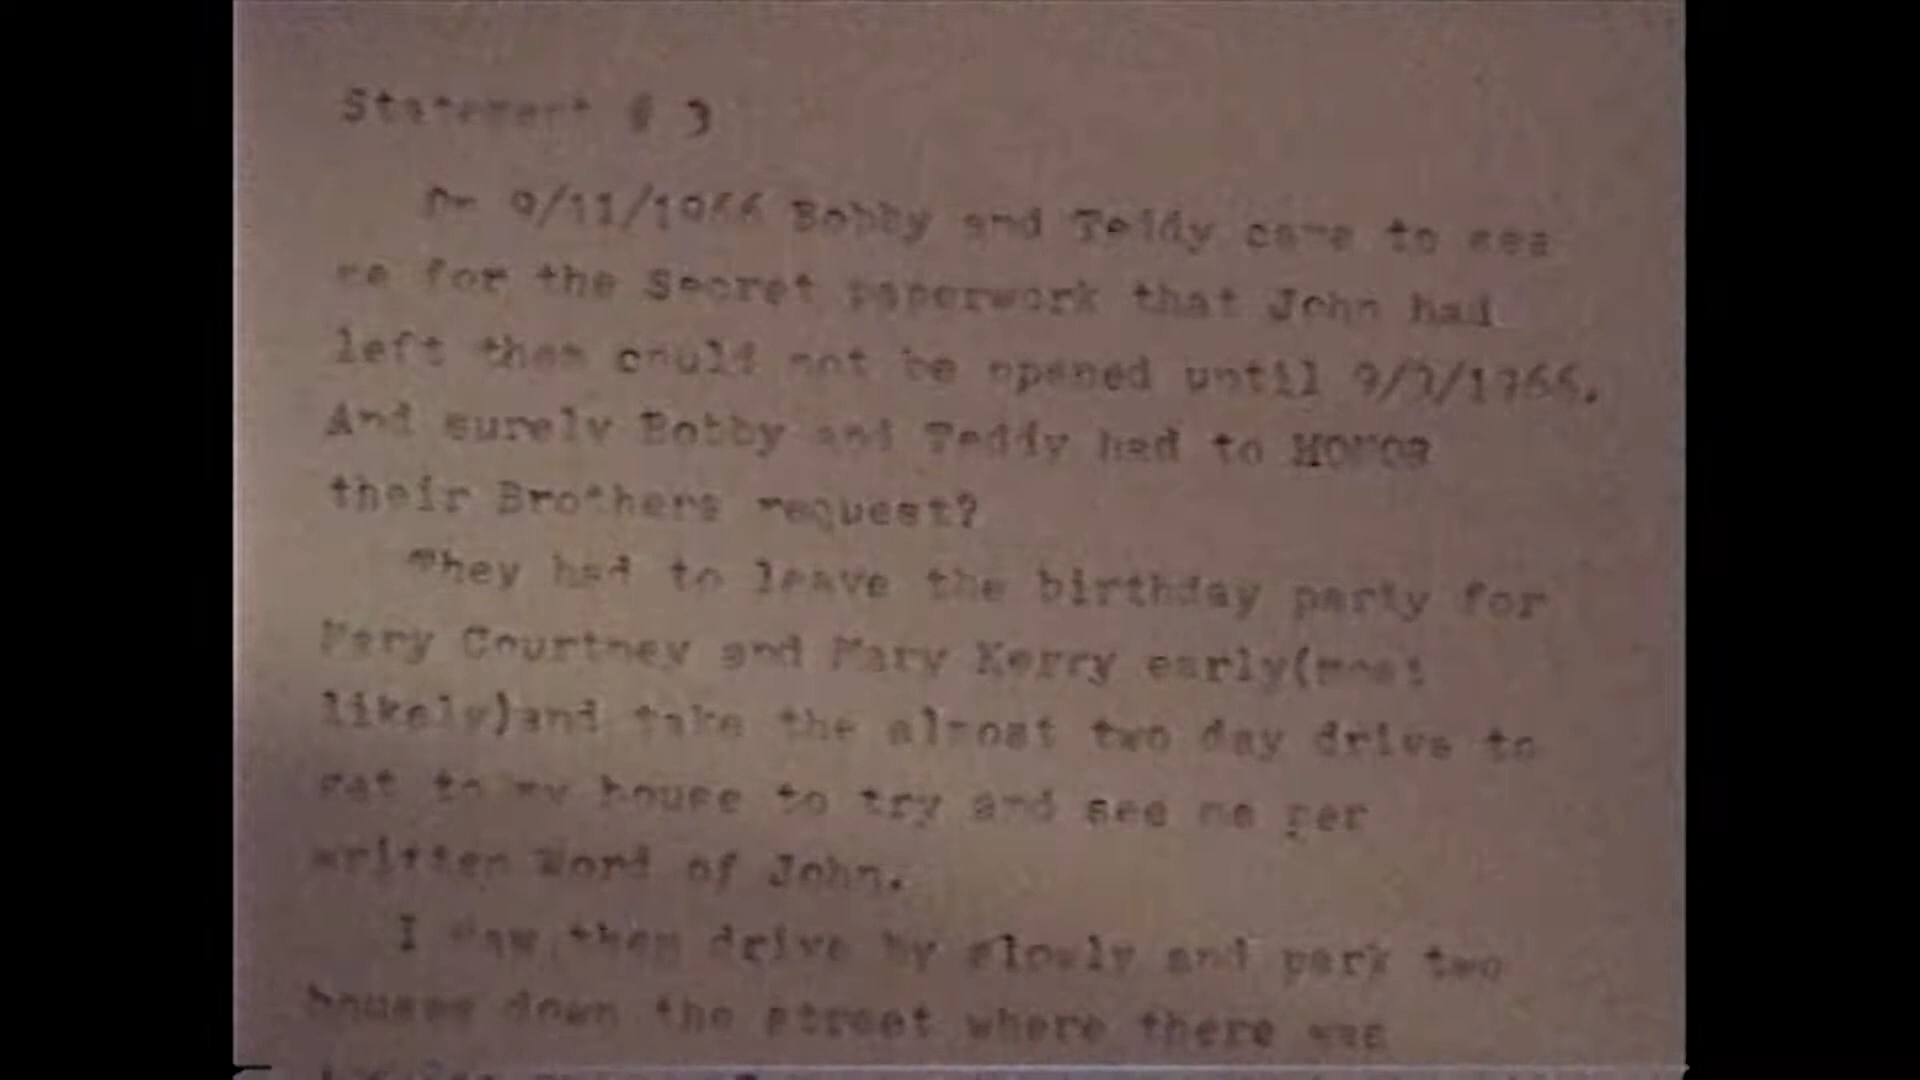 Statement # 3
On 9/11/1966 Bobby and Teddy came to see
me for the Secret paperwork that John had
left them could not be opened until 9/9/1966.
And surely Bobby and Teddy had to HONOR
their Brothers request?
They had to leave the birthday party for
Mary Courtney and Mary Kerry early(most
likely)and take the almost two day drive to
get to my house to try and see me per
written Word of John.
I saw them drive by slowly and park two
houses down the street where there was